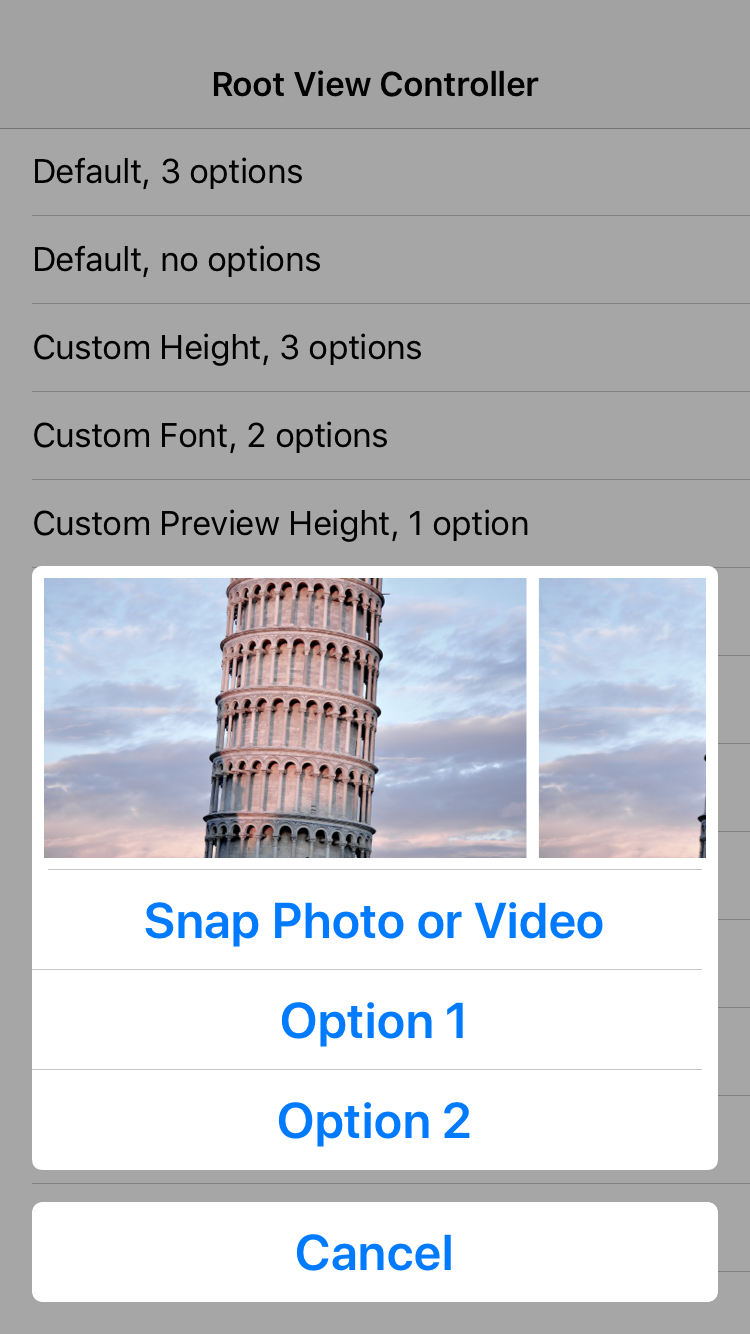 Root View Controller
Default, 3 options
Default, no options
Custom Height, 3 options
Custom Font, 2 options
Custom Preview Height, 1 option
Snap Photo or Video
Option 1
Option 2
Cancel